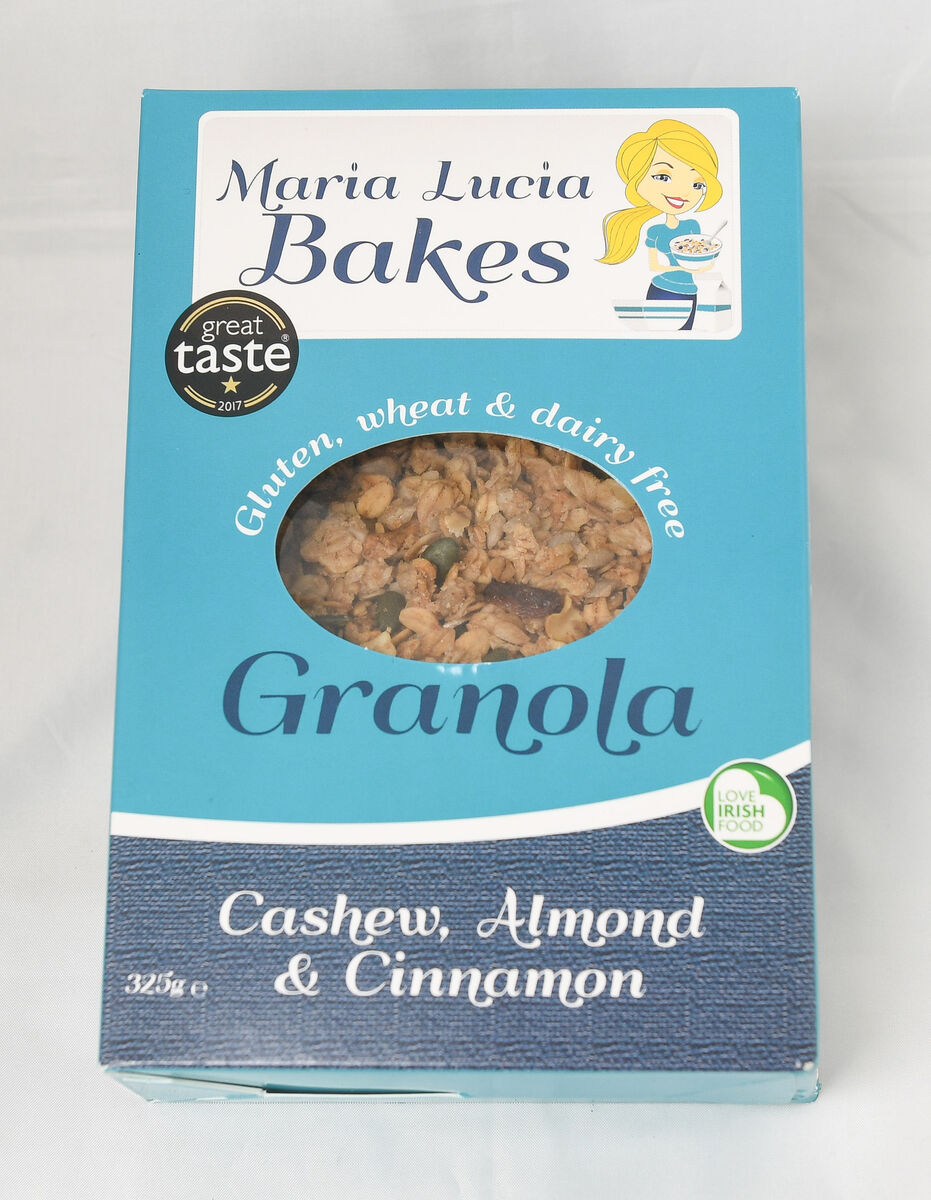 Maria Lucia
Bakes
great
taste®
2017
Gluten, wheat & dairy free
Granola
LOVE
IRISH
FOOD
Cashew, Almond
& Cinnamon
325g ℮